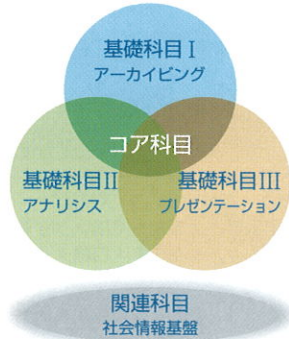 基礎科目Ⅰ
アーカイビング
コア科目
基礎科目Ⅱ
アナリシス
基礎科目Ⅲ
プレゼンテーション
関連科目
社会情報基盤